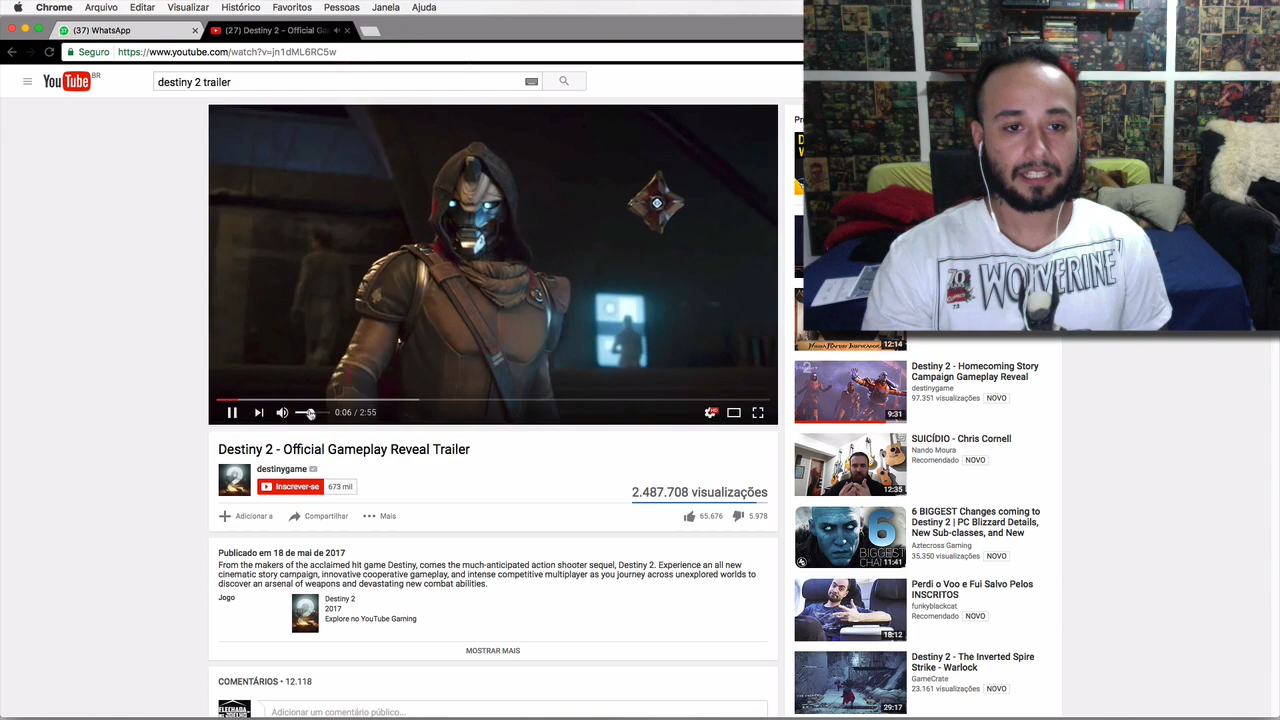 Chrome Arquivo Editar Visualizar Histórico Favoritos Pessoas Janela Ajuda
(37) WhatsApp
(27) Destiny 2 - Official Ga
Seguro https://www.youtube.com/watch?v=jn1dML6RC5w
YouTube BR
destiny 2 trailer
0:06 / 2:55
Destiny 2 - Official Gameplay Reveal Trailer
destinygame
Inscrever-se 673 mil
2.487.708 visualizações
Adicionar a Compartilhar Mais
65.676 5.978
Publicado em 18 de mai de 2017
From the makers of the acclaimed hit game Destiny, comes the much-anticipated action shooter sequel, Destiny 2. Experience an all new
cinematic story campaign, innovative cooperative gameplay, and intense competitive multiplayer as you journey across unexplored worlds to
discover an arsenal of weapons and devastating new combat abilities.
Jogo
Destiny 2
2017
Explore no YouTube Gaming
MOSTRAR MAIS
COMENTÁRIOS • 12.118
Adicionar um comentário público...
WOLVERINE
12:14
Destiny 2 - Homecoming Story
Campaign Gameplay Reveal
destinygame
97.351 visualizações NOVO
9:31
SUICÍDIO - Chris Cornell
Nando Moura
Recomendado NOVO
12:35
6 BIGGEST Changes coming to
Destiny 2 | PC Blizzard Details,
New Sub-classes, and New
Aztecross Gaming
35.350 visualizações NOVO
6
BIGGEST
11:41
Perdi o Voo e Fui Salvo Pelos
INSCRITOS
funkyblackcat
Recomendado NOVO
18:12
Destiny 2 - The Inverted Spire
Strike - Warlock
GameCrate
23.161 visualizações NOVO
29:17